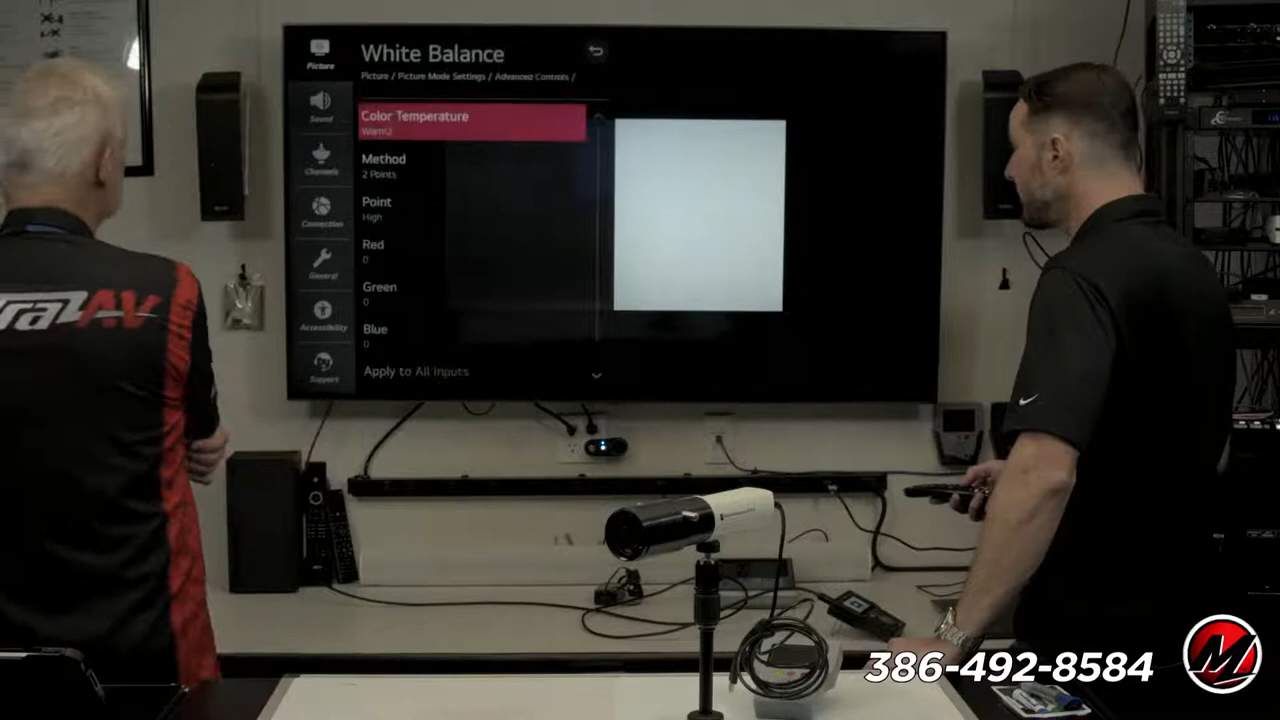 Picture
Sound
Channels
Connection
General
Accessibility
Support
White Balance
Picture / Picture Mode Settings / Advanced Controls /
Color Temperature
Warm2
Method
2 Points
Point
High
Red
0
Green
0
Blue
0
Apply to All Inputs
ralAV
386-492-8584
M